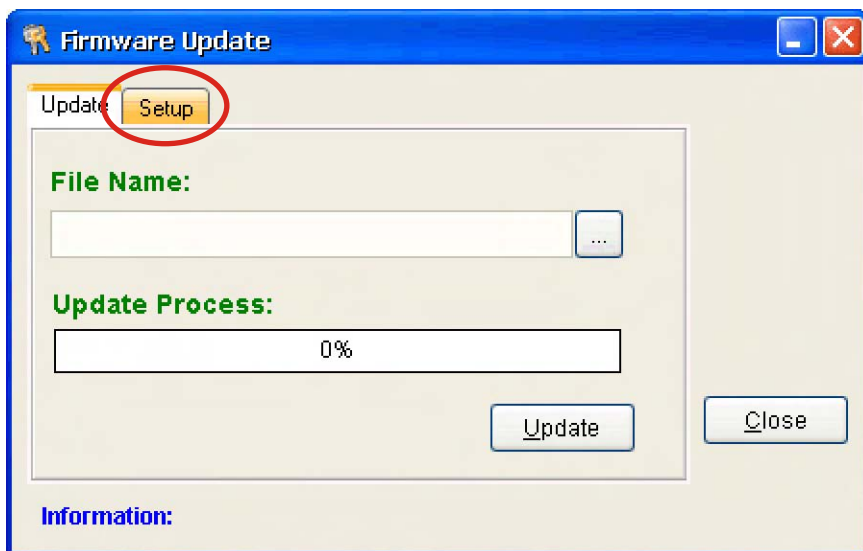 Firmware Update
Update Setup
File Name:
...
Update Process:
0%
Update
Close
Information: